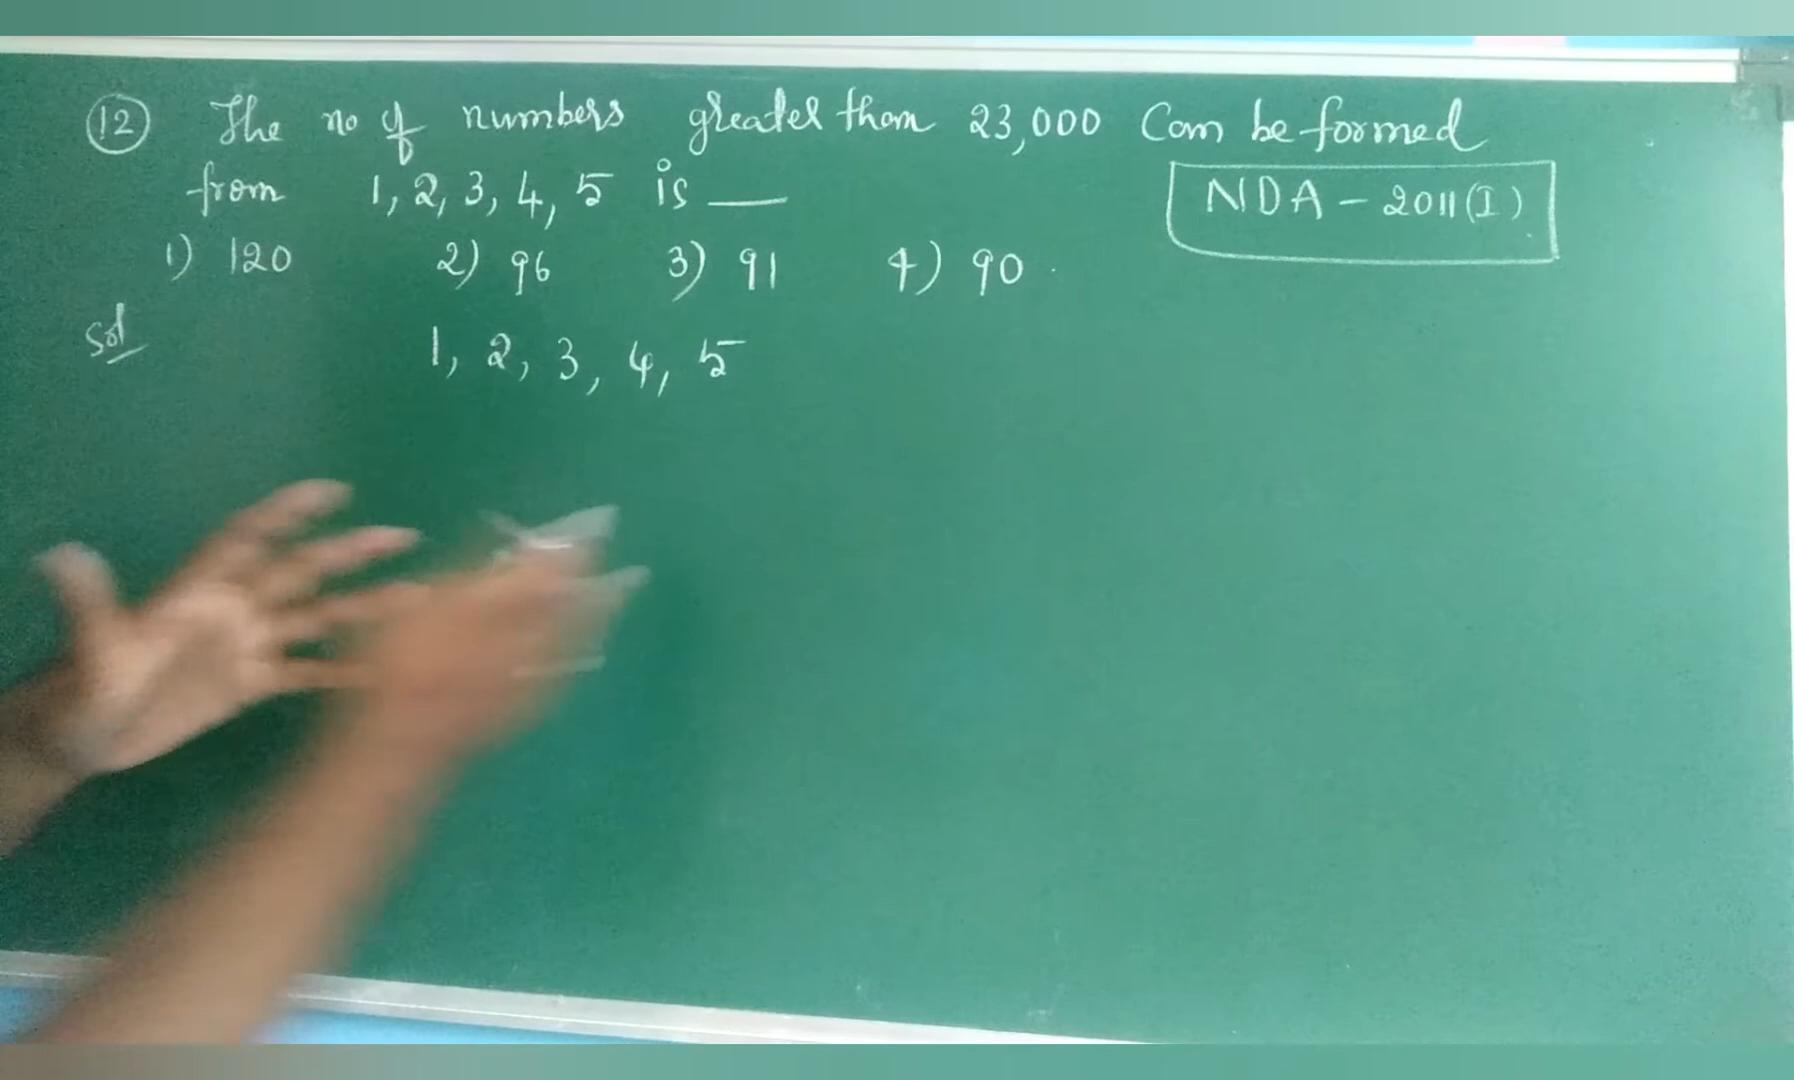 12 The no of numbers greater than 23,000 Can be formed
from 1, 2, 3, 4, 5 is __
NDA - 2011(I)
1) 120 2) 96 3) 91 4) 90
Sol 1, 2, 3, 4, 5